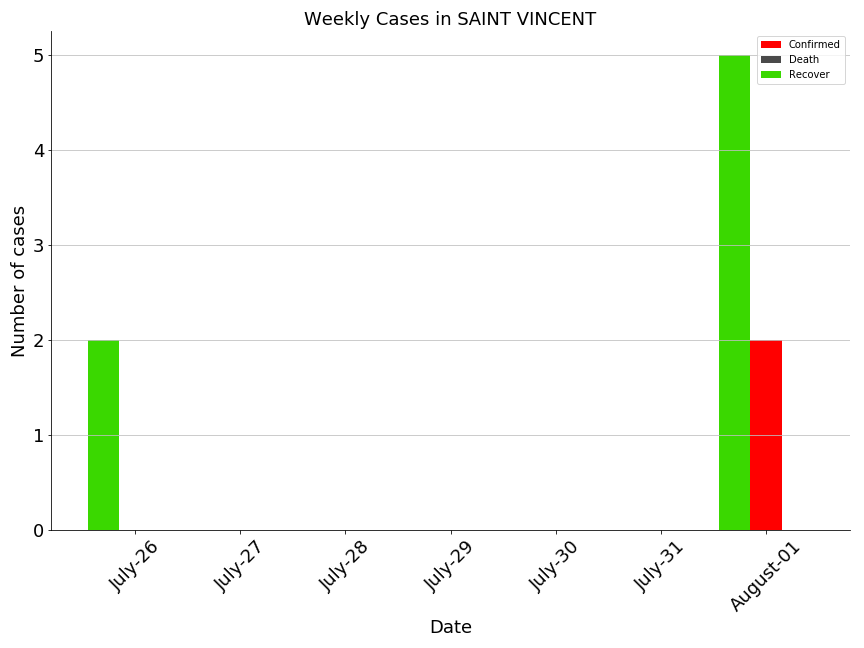 Weekly Cases in SAINT VINCENT
Confirmed
Death
Recover
Number of cases
5
4
3
2
1
0
July-26
July-27
July-28
July-29
July-30
July-31
August-01
Date